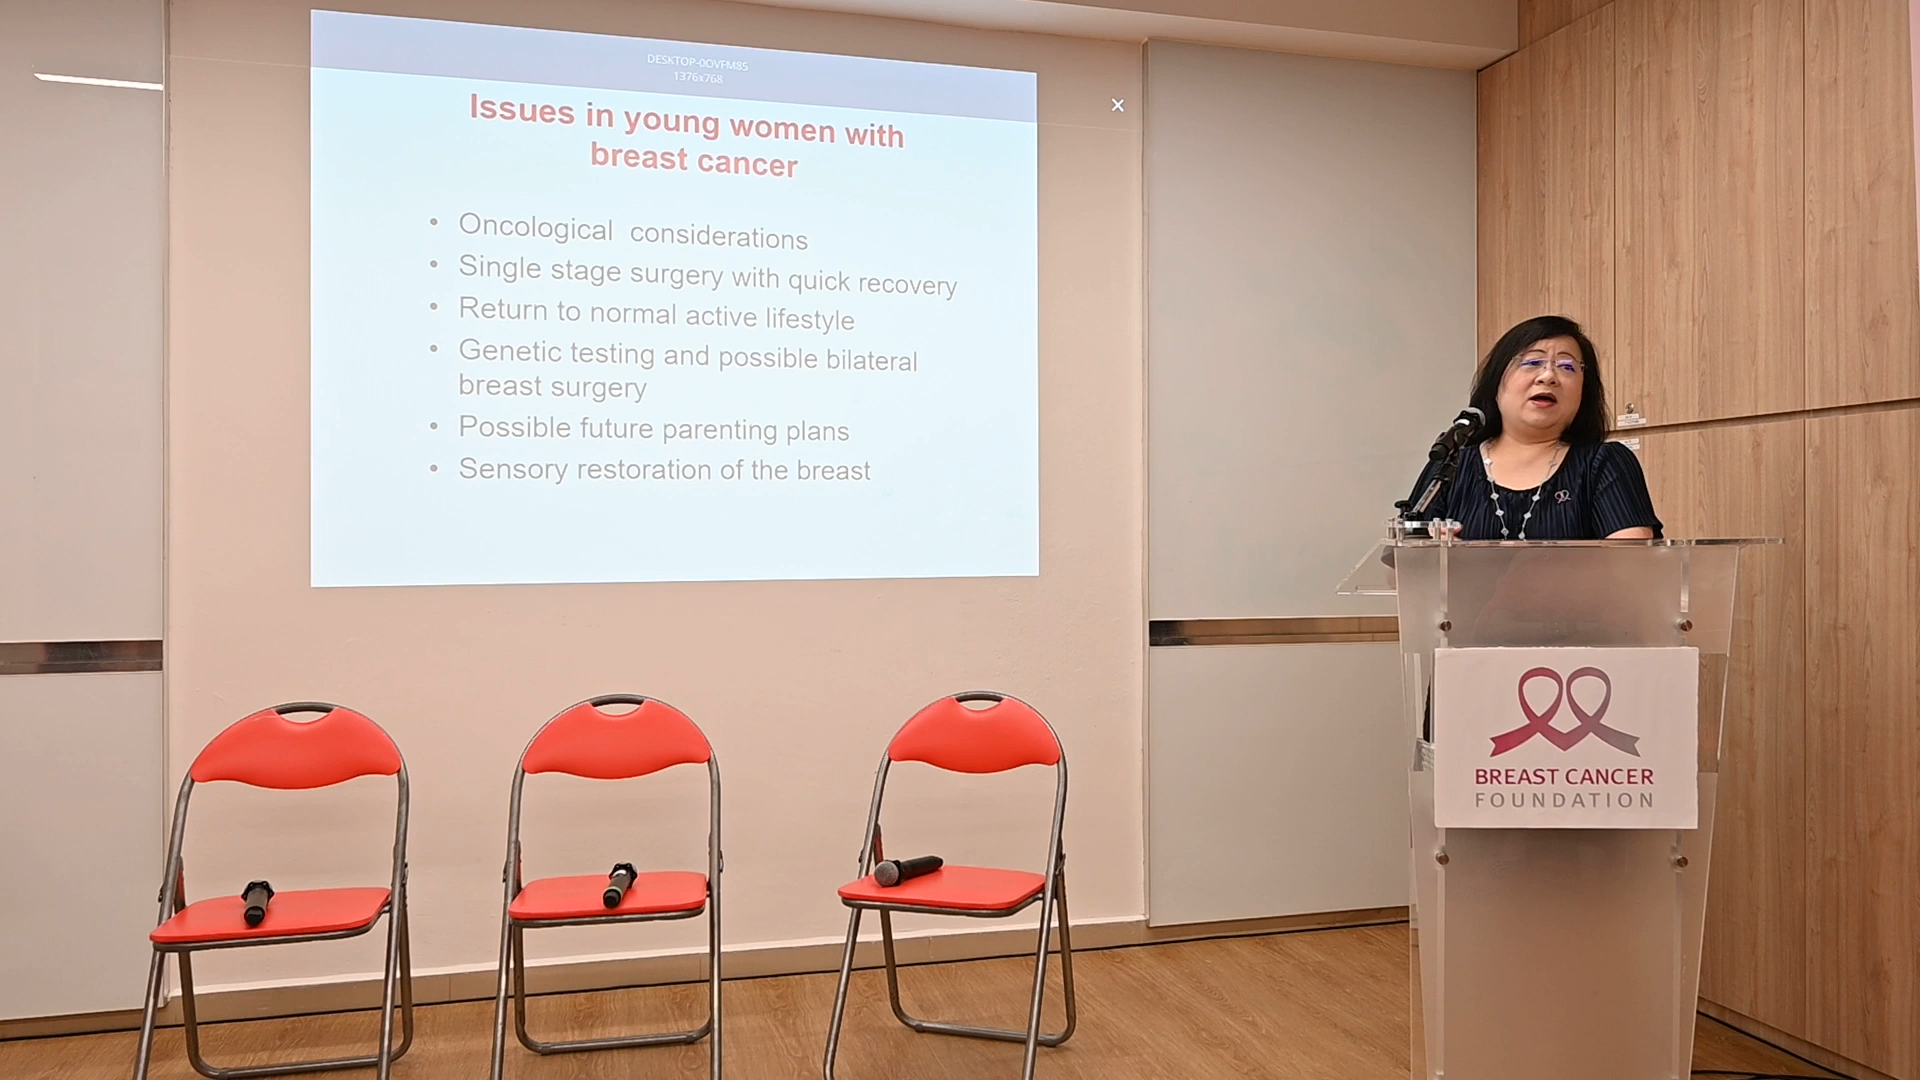 DESKTOP-0OVFM85
1376x768
Issues in young women with
breast cancer
• Oncological considerations
• Single stage surgery with quick recovery
• Return to normal active lifestyle
• Genetic testing and possible bilateral
breast surgery
• Possible future parenting plans
• Sensory restoration of the breast
BREAST CANCER
FOUNDATION